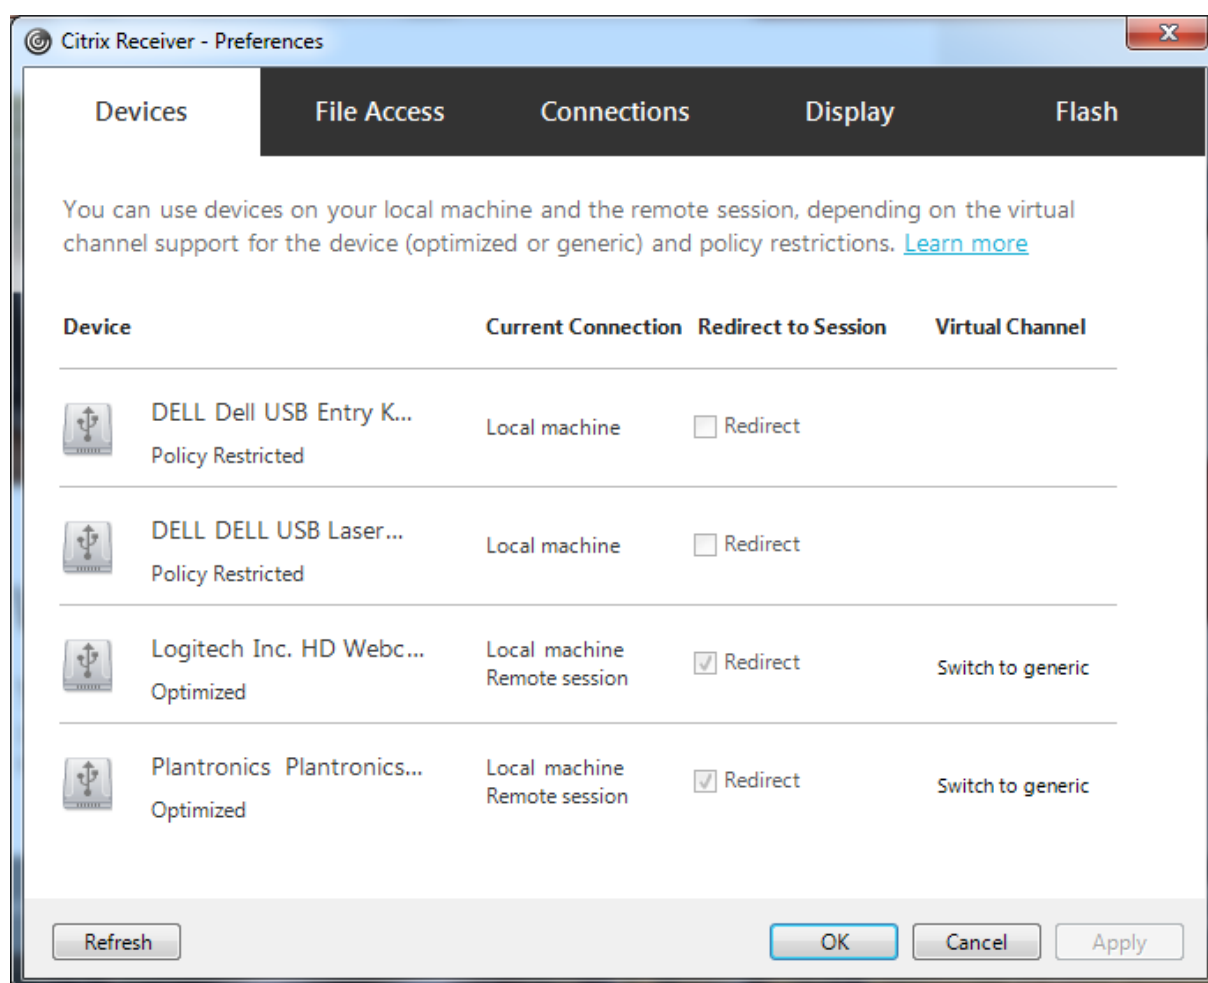 Citrix Receiver - Preferences
Devices File Access Connections Display Flash
You can use devices on your local machine and the remote session, depending on the virtual
channel support for the device (optimized or generic) and policy restrictions. Learn more
Device Current Connection Redirect to Session Virtual Channel
DELL Dell USB Entry K...
Policy Restricted
Local machine
Redirect
DELL DELL USB Laser...
Policy Restricted
Local machine
Redirect
Logitech Inc. HD Webc...
Optimized
Local machine
Remote session
Redirect
Switch to generic
Plantronics Plantronics...
Optimized
Local machine
Remote session
Redirect
Switch to generic
Refresh OK Cancel Apply